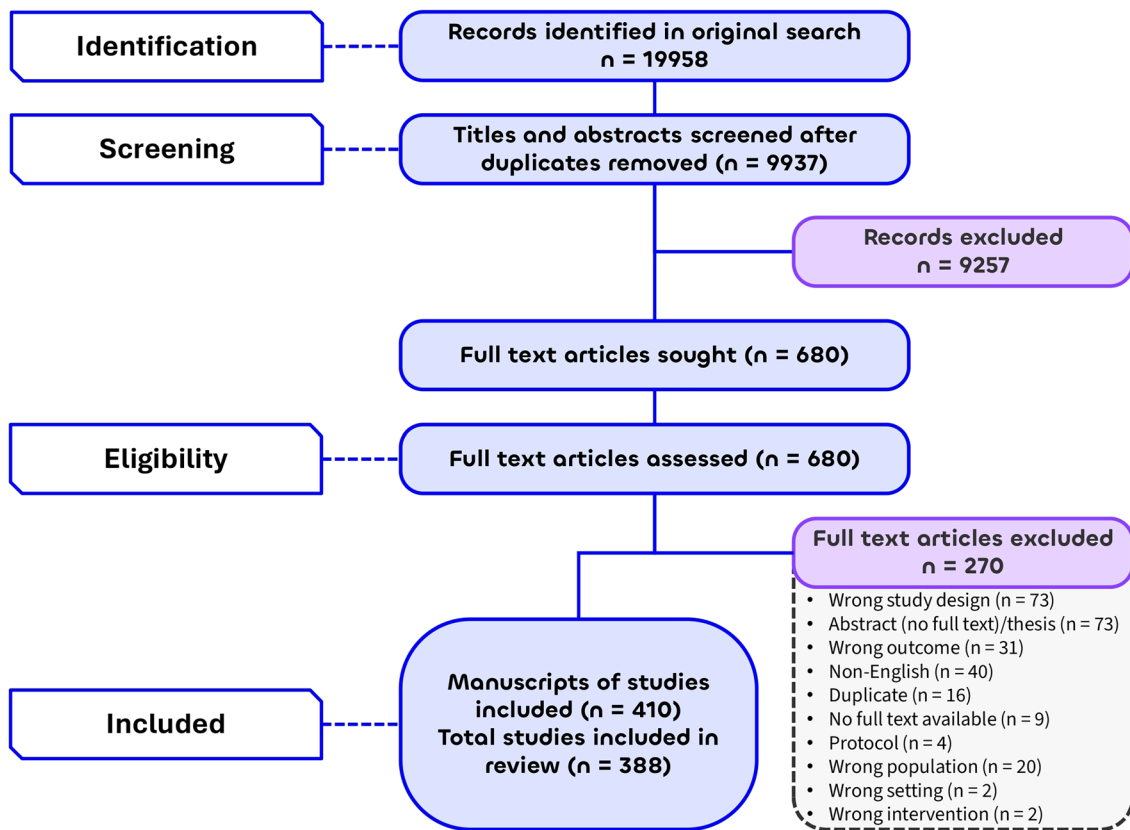 Identification
Records identified in original search
n = 19958
Screening
Titles and abstracts screened after
duplicates removed (n = 9937)
Records excluded
n = 9257
Full text articles sought (n = 680)
Eligibility
Full text articles assessed (n = 680)
Full text articles excluded
n = 270
• Wrong study design (n = 73)
• Abstract (no full text)/thesis (n = 73)
• Wrong outcome (n = 31)
• Non-English (n = 40)
• Duplicate (n = 16)
• No full text available (n = 9)
• Protocol (n = 4)
• Wrong population (n = 20)
• Wrong setting (n = 2)
• Wrong intervention (n = 2)
Included
Manuscripts of studies
included (n = 410)
Total studies included in
review (n = 388)